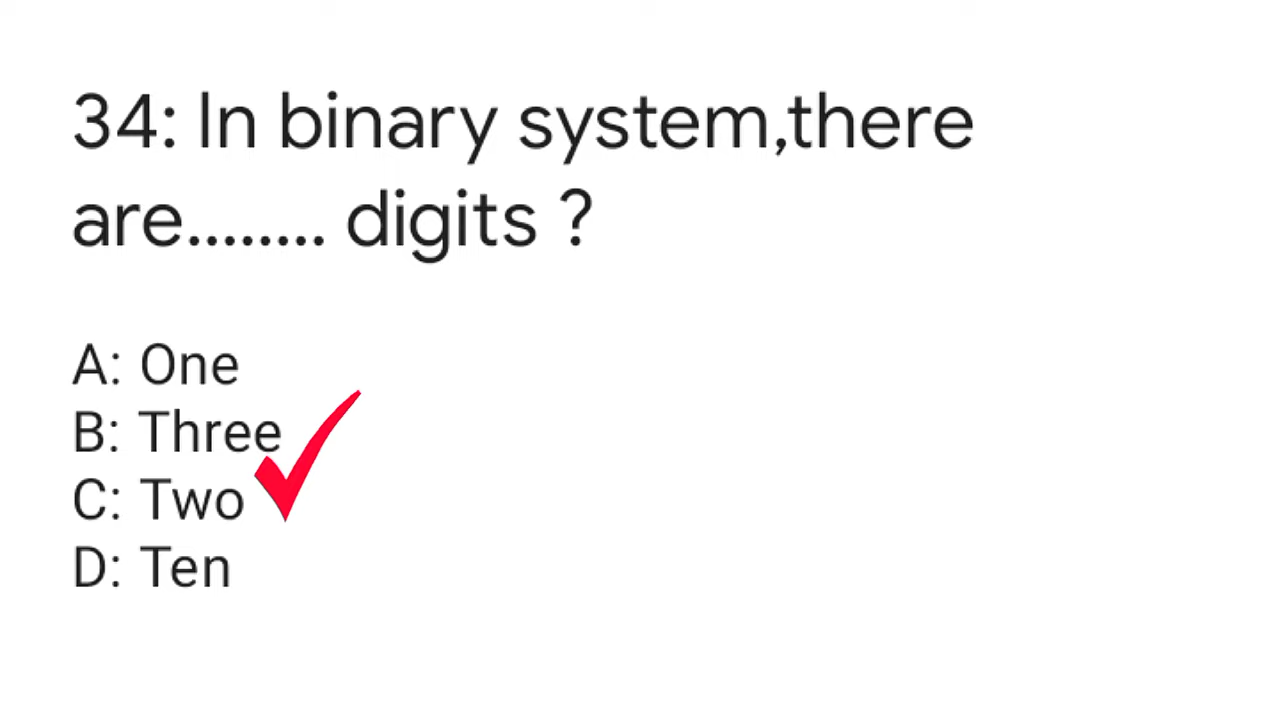 34: In binary system,there
are........ digits ?
A: One
B: Three
C: Two
D: Ten